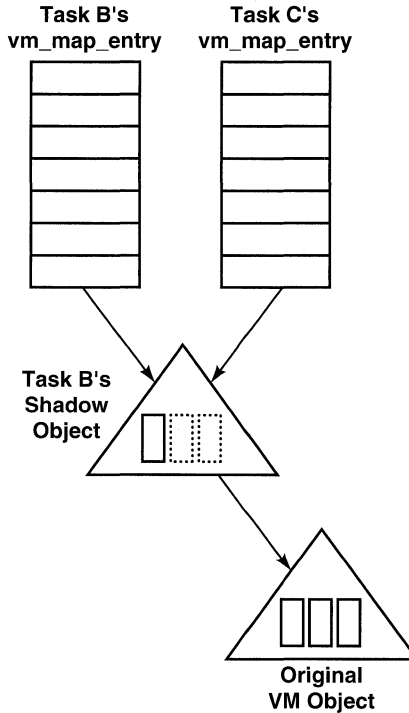 Task B's
vm_map_entry
Task C's
vm_map_entry
Task B's
Shadow
Object
Original
VM Object